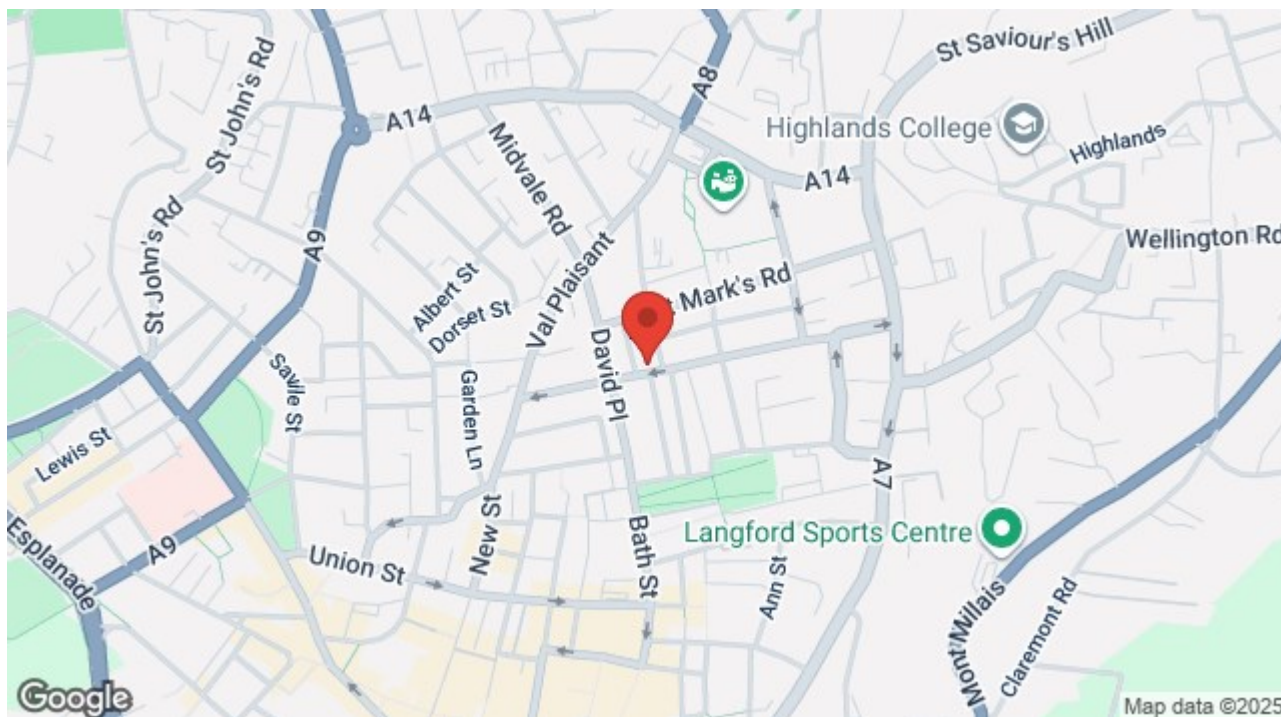 St Saviour's Hill
St John's Rd
A8
A14
Highlands College
Highlands
Midvale Rd
A14
St John's Rd
A9
Wellington Rd
Val Plaisant
Albert St
Mark's Rd
Dorset St
David Pl
Savile St
Garden Ln
Lewis St
A7
Esplanade
A9
New St
Bath St
Langford Sports Centre
Union St
Ann St
Mont Millais
Claremont Rd
Google
Map data ©2025